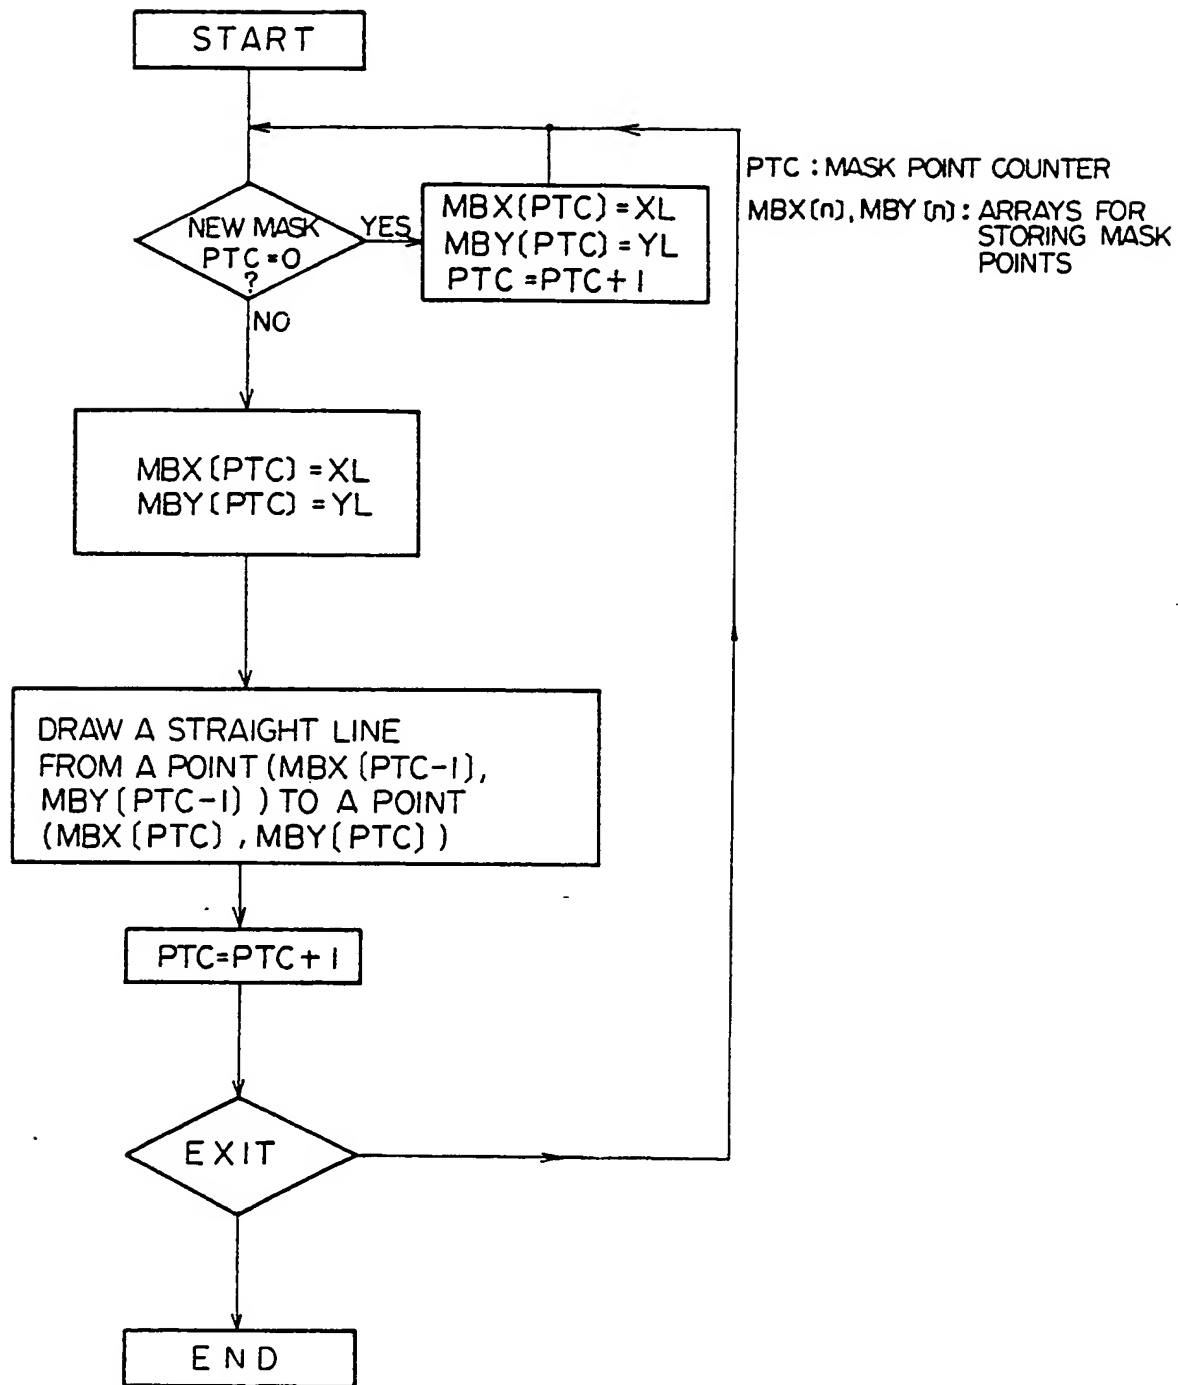 START
PTC : MASK POINT COUNTER
MBX(n), MBY(n) : ARRAYS FOR
STORING MASK
POINTS
NEW MASK
PTC=0
?
YES
MBX(PTC)=XL
MBY(PTC)=YL
PTC=PTC+1
NO
MBX(PTC)=XL
MBY(PTC)=YL
DRAW A STRAIGHT LINE
FROM A POINT (MBX(PTC-1),
MBY(PTC-1)) TO A POINT
(MBX(PTC), MBY(PTC))
PTC=PTC+1
EXIT
END